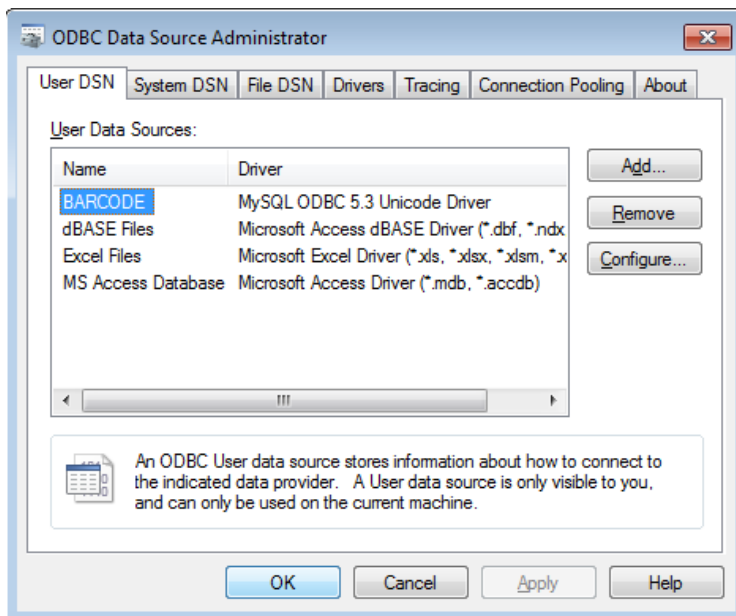 ODBC Data Source Administrator
User DSN System DSN File DSN Drivers Tracing Connection Pooling About
User Data Sources:
Name Driver
BARCODE MySQL ODBC 5.3 Unicode Driver
dBASE Files Microsoft Access dBASE Driver (*.dbf, *.ndx
Excel Files Microsoft Excel Driver (*.xls, *.xlsx, *.xlsm, *.x
MS Access Database Microsoft Access Driver (*.mdb, *.accdb)
Add...
Remove
Configure...
An ODBC User data source stores information about how to connect to
the indicated data provider. A User data source is only visible to you,
and can only be used on the current machine.
OK Cancel Apply Help